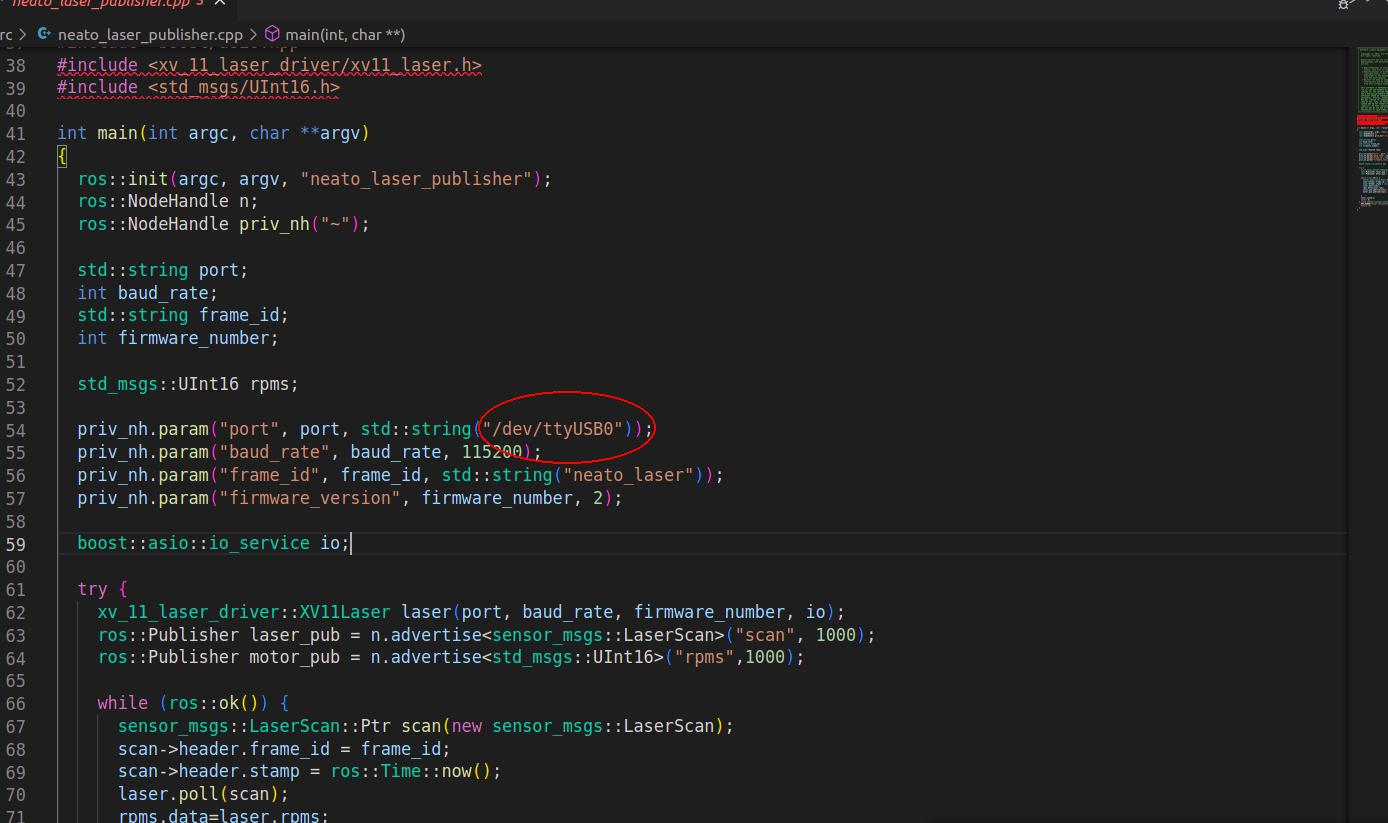 neato_laser_publisher.cpp 3
rc > neato_laser_publisher.cpp > main(int, char **)
38 #include <xv_11_laser_driver/xv11_laser.h>
39 #include <std_msgs/UInt16.h>
40
41 int main(int argc, char **argv)
42 {
43 ros::init(argc, argv, "neato_laser_publisher");
44 ros::NodeHandle n;
45 ros::NodeHandle priv_nh("~");
46
47 std::string port;
48 int baud_rate;
49 std::string frame_id;
50 int firmware_number;
51
52 std_msgs::UInt16 rpms;
53
54 priv_nh.param("port", port, std::string("/dev/ttyUSB0"));
55 priv_nh.param("baud_rate", baud_rate, 115200);
56 priv_nh.param("frame_id", frame_id, std::string("neato_laser"));
57 priv_nh.param("firmware_version", firmware_number, 2);
58
59 boost::asio::io_service io;
60
61 try {
62 xv_11_laser_driver::XV11Laser laser(port, baud_rate, firmware_number, io);
63 ros::Publisher laser_pub = n.advertise<sensor_msgs::LaserScan>("scan", 1000);
64 ros::Publisher motor_pub = n.advertise<std_msgs::UInt16>("rpms",1000);
65
66 while (ros::ok()) {
67 sensor_msgs::LaserScan::Ptr scan(new sensor_msgs::LaserScan);
68 scan->header.frame_id = frame_id;
69 scan->header.stamp = ros::Time::now();
70 laser.poll(scan);
71 rpms.data=laser.rpms;